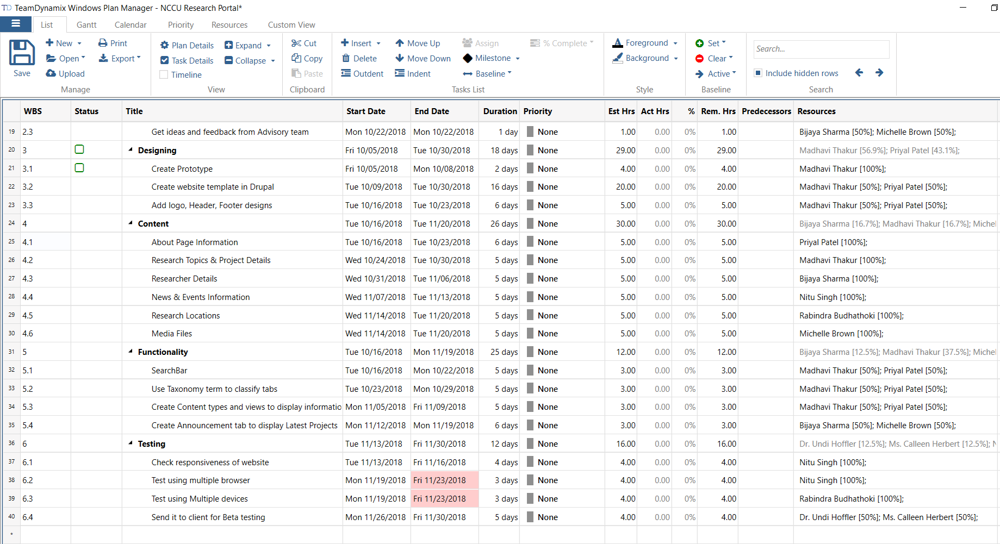 TD TeamDynamix Windows Plan Manager - NCCU Research Portal*
List Gantt Calendar Priority Resources Custom View
New Print Plan Details Expand Cut Insert Move Up Assign % Complete Foreground Set Search...
Open Export Task Details Collapse Copy Delete Move Down Milestone Background Clear
Save Upload Timeline Paste Outdent Indent Baseline Active Include hidden rows
Manage View Clipboard Tasks List Style Baseline Search
WBS Status Title Start Date End Date Duration Priority Est Hrs Act Hrs % Rem. Hrs Predecessors Resources
19 2.3 Get ideas and feedback from Advisory team Mon 10/22/2018 Mon 10/22/2018 1 day None 1.00 0.00 0% 1.00 Bijaya Sharma [50%]; Michelle Brown [50%];
20 3 Designing Fri 10/05/2018 Tue 10/30/2018 18 days None 29.00 0.00 0% 29.00 Madhavi Thakur [56.9%]; Priyal Patel [43.1%];
21 3.1 Create Prototype Fri 10/05/2018 Mon 10/08/2018 2 days None 4.00 0.00 0% 4.00 Madhavi Thakur [100%];
22 3.2 Create website template in Drupal Tue 10/09/2018 Tue 10/30/2018 16 days None 20.00 0.00 0% 20.00 Madhavi Thakur [50%]; Priyal Patel [50%];
23 3.3 Add logo, Header, Footer designs Tue 10/16/2018 Tue 10/23/2018 6 days None 5.00 0.00 0% 5.00 Madhavi Thakur [50%]; Priyal Patel [50%];
24 4 Content Tue 10/16/2018 Tue 11/20/2018 26 days None 30.00 0.00 0% 30.00 Bijaya Sharma [16.7%]; Madhavi Thakur [16.7%]; Michel
25 4.1 About Page Information Tue 10/16/2018 Tue 10/23/2018 6 days None 5.00 0.00 0% 5.00 Priyal Patel [100%];
26 4.2 Research Topics & Project Details Wed 10/24/2018 Tue 10/30/2018 5 days None 5.00 0.00 0% 5.00 Madhavi Thakur [100%];
27 4.3 Researcher Details Wed 10/31/2018 Tue 11/06/2018 5 days None 5.00 0.00 0% 5.00 Bijaya Sharma [100%];
28 4.4 News & Events Information Wed 11/07/2018 Tue 11/13/2018 5 days None 5.00 0.00 0% 5.00 Nitu Singh [100%];
29 4.5 Research Locations Wed 11/14/2018 Tue 11/20/2018 5 days None 5.00 0.00 0% 5.00 Rabindra Budhathoki [100%];
30 4.6 Media Files Wed 11/14/2018 Tue 11/20/2018 5 days None 5.00 0.00 0% 5.00 Michelle Brown [100%];
31 5 Functionality Tue 10/16/2018 Mon 11/19/2018 25 days None 12.00 0.00 0% 12.00 Bijaya Sharma [12.5%]; Madhavi Thakur [37.5%]; Michel
32 5.1 SearchBar Tue 10/16/2018 Mon 10/22/2018 5 days None 3.00 0.00 0% 3.00 Madhavi Thakur [50%]; Priyal Patel [50%];
33 5.2 Use Taxonomy term to classify tabs Tue 10/23/2018 Mon 10/29/2018 5 days None 3.00 0.00 0% 3.00 Madhavi Thakur [50%]; Priyal Patel [50%];
34 5.3 Create Content types and views to display informatio Mon 11/05/2018 Fri 11/09/2018 5 days None 3.00 0.00 0% 3.00 Madhavi Thakur [50%]; Priyal Patel [50%];
35 5.4 Create Announcement tab to display Latest Projects Mon 11/12/2018 Mon 11/19/2018 6 days None 3.00 0.00 0% 3.00 Bijaya Sharma [50%]; Michelle Brown [50%];
36 6 Testing Tue 11/13/2018 Fri 11/30/2018 12 days None 16.00 0.00 0% 16.00 Dr. Undi Hoffler [12.5%]; Ms. Calleen Herbert [12.5%]; N
37 6.1 Check responsiveness of website Tue 11/13/2018 Fri 11/16/2018 4 days None 4.00 0.00 0% 4.00 Nitu Singh [100%];
38 6.2 Test using multiple browser Mon 11/19/2018 Fri 11/23/2018 3 days None 4.00 0.00 0% 4.00 Nitu Singh [100%];
39 6.3 Test using Multiple devices Mon 11/19/2018 Fri 11/23/2018 3 days None 4.00 0.00 0% 4.00 Rabindra Budhathoki [100%];
40 6.4 Send it to client for Beta testing Mon 11/26/2018 Fri 11/30/2018 5 days None 4.00 0.00 0% 4.00 Dr. Undi Hoffler [50%]; Ms. Calleen Herbert [50%];
*